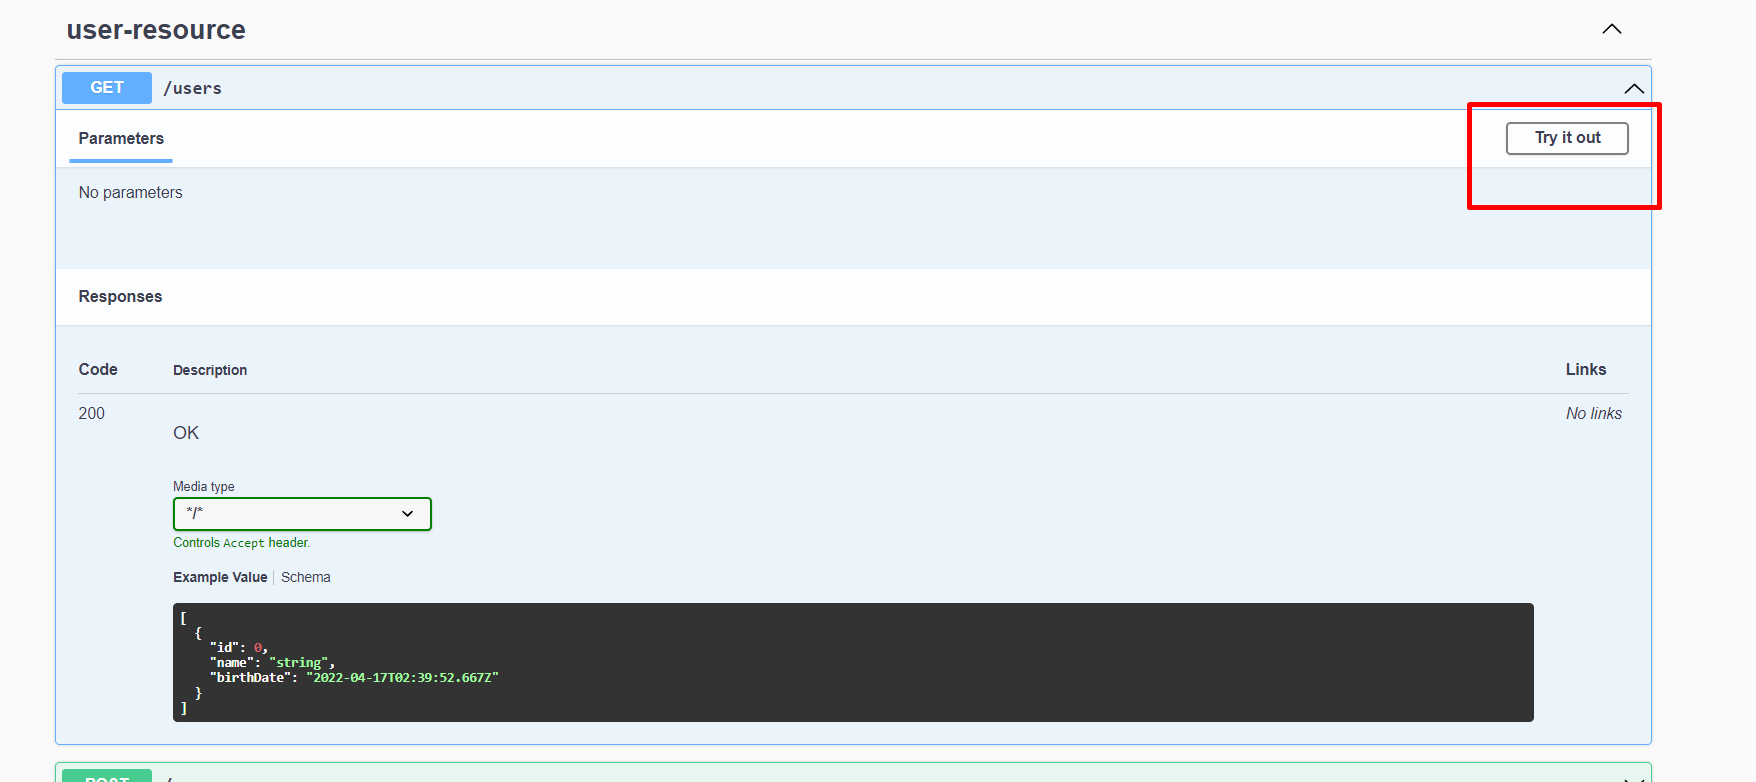 user-resource
GET /users
Parameters
Try it out
No parameters
Responses
Code Description Links
200 No links
OK
Media type
*/*
Controls Accept header.
Example Value Schema
[
{
"id": 0,
"name": "string",
"birthDate": "2022-04-17T02:39:52.667Z"
}
]
POST